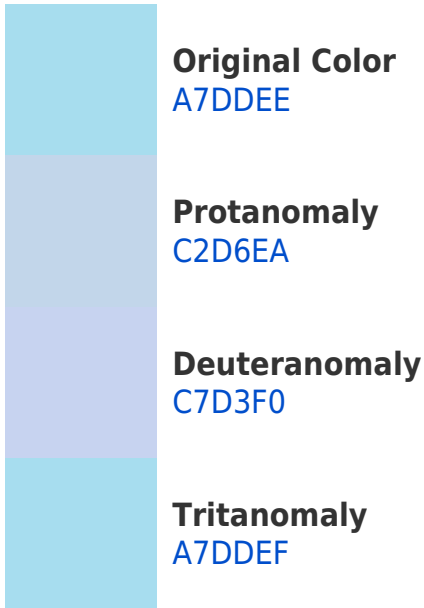 Original Color
A7DDEE
Protanomaly
C2D6EA
Deuteranomaly
C7D3F0
Tritanomaly
A7DDEF